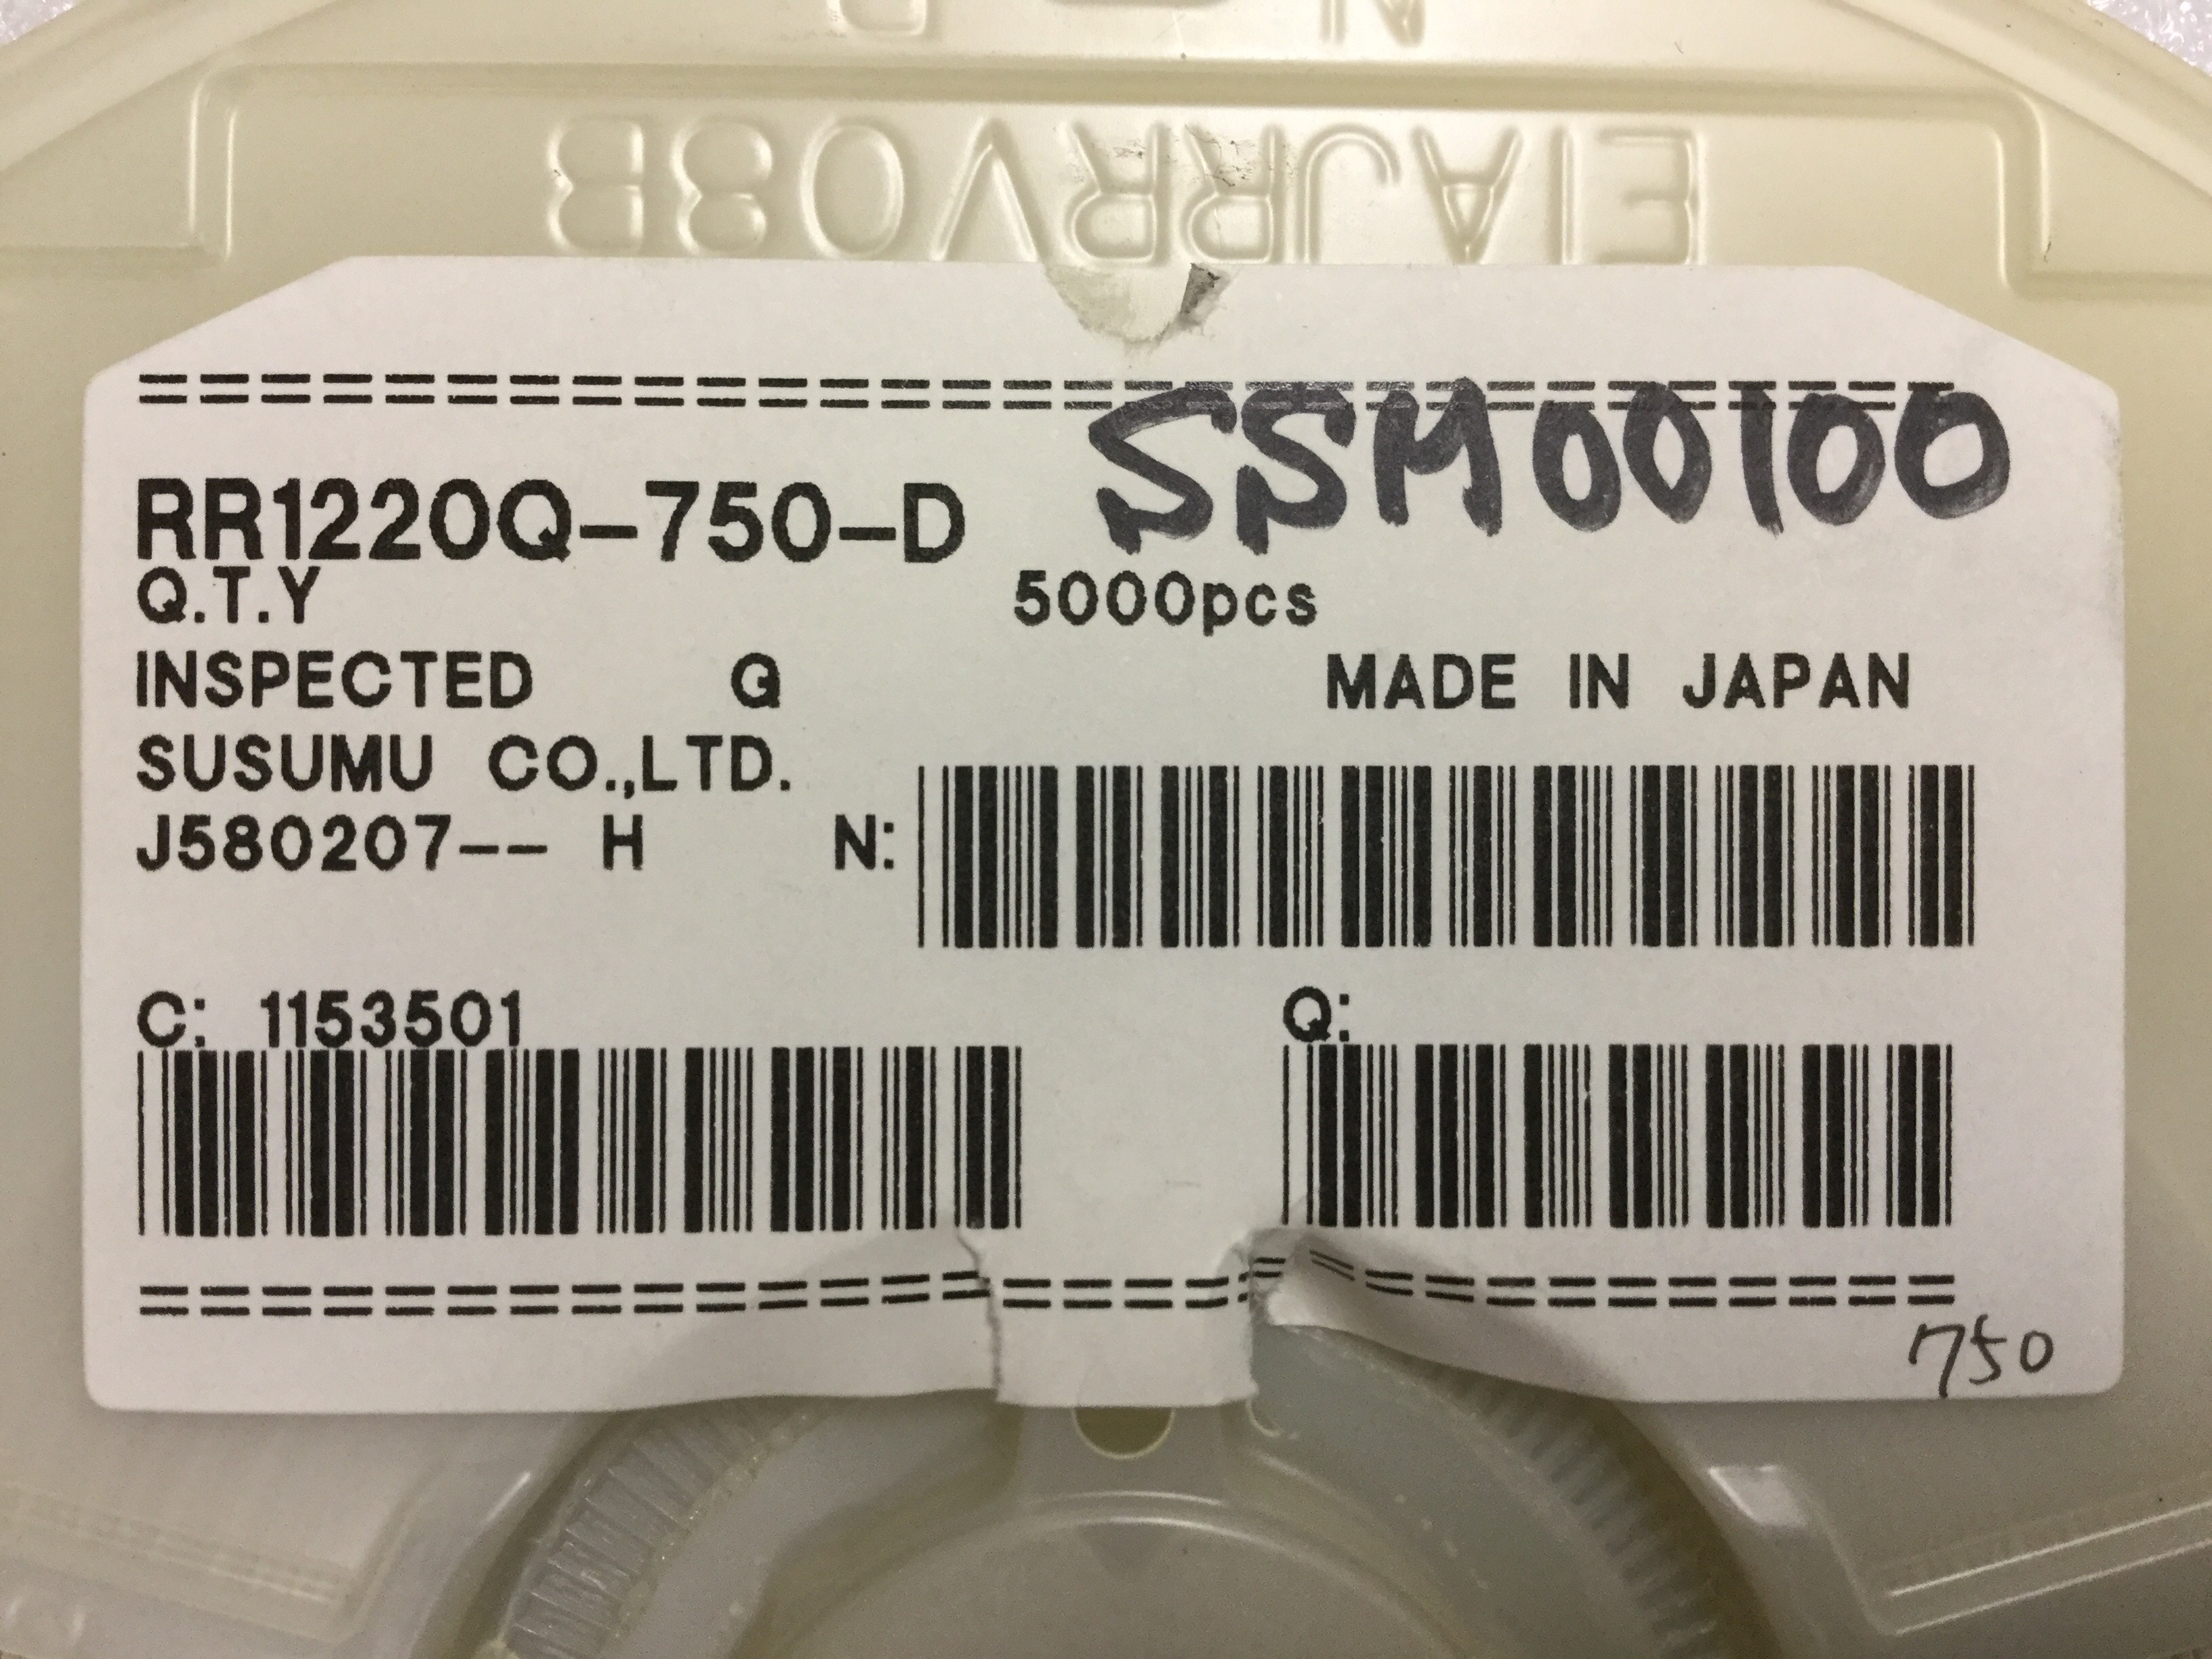 EIAJRRV08B
SSM00100
RR1220Q-750-D
Q.T.Y 5000pcs
INSPECTED Q MADE IN JAPAN
SUSUMU CO.,LTD.
J580207-- H N:
C: 1153501 Q:
750